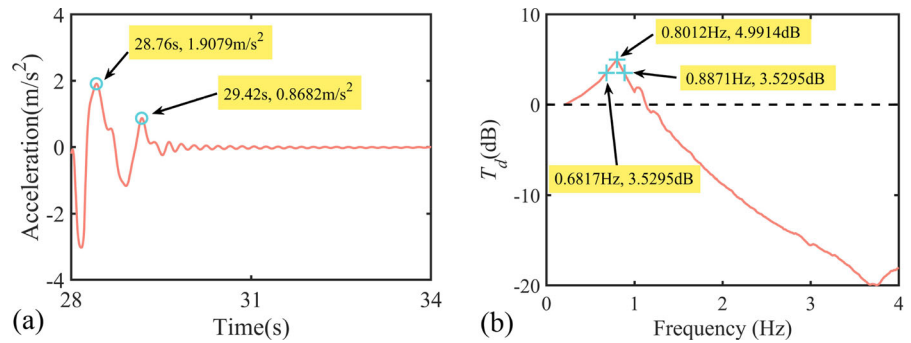 4
2
0
-2
-4
28
31
34
Acceleration(m/s²)
Time(s)
28.76s, 1.9079m/s²
29.42s, 0.8682m/s²
(a)
10
0
-10
-20
0
1
2
3
4
T_d(dB)
Frequency (Hz)
0.8012Hz, 4.9914dB
0.8871Hz, 3.5295dB
0.6817Hz, 3.5295dB
(b)